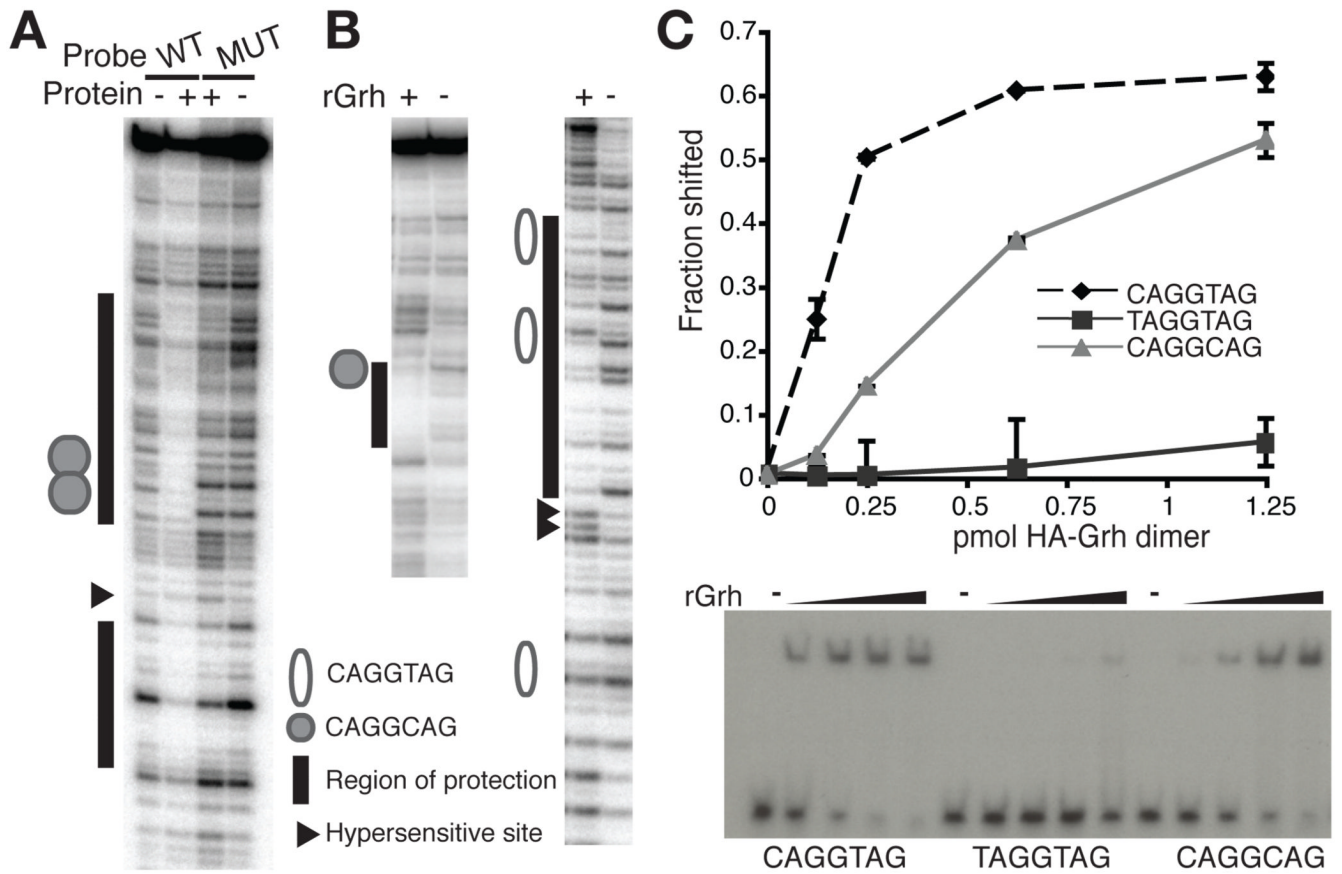 A
Probe WT MUT
Protein - + + -
B
rGrh + -
+ -
CAGGTAG
CAGGCAG
Region of protection
Hypersensitive site
C
Fraction shifted
0.7
0.6
0.5
0.4
0.3
0.2
0.1
0
0 0.25 0.5 0.75 1 1.25
pmol HA-Grh dimer
CAGGTAG
TAGGTAG
CAGGCAG
rGrh - - -
CAGGTAG TAGGTAG CAGGCAG